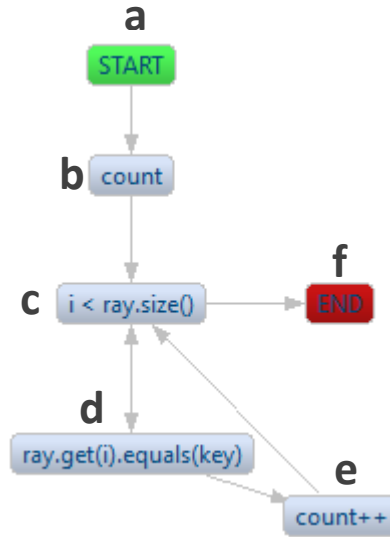 a
START
b count
c i < ray.size()
f
END
d
ray.get(i).equals(key)
e
count++